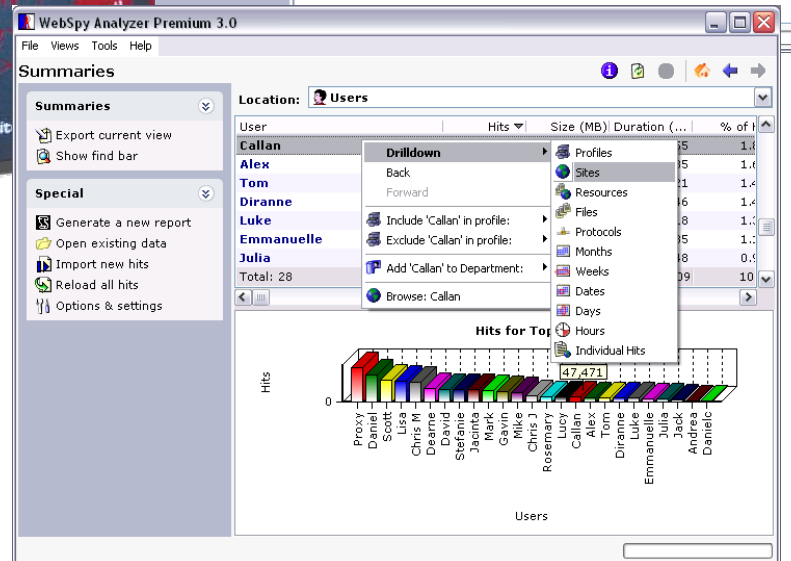 WebSpy Analyzer Premium 3.0
File Views Tools Help
Summaries
Summaries
Export current view
Show find bar
Special
Generate a new report
Open existing data
Import new hits
Reload all hits
Options & settings
Location: Users
User Hits Size (MB) Duration (... % of
Callan
Alex
Tom
Diranne
Luke
Emmanuelle
Julia
Total: 28
Drilldown
Back
Forward
Include 'Callan' in profile:
Exclude 'Callan' in profile:
Add 'Callan' to Department:
Browse: Callan
Profiles
Sites
Resources
Files
Protocols
Months
Weeks
Dates
Days
Hours
Individual Hits
Hits for Top
47,471
Hits
0
Proxy
Daniel
Scott
Lisa
Chris M
Dearne
David
Stefanie
Jacinta
Mark
Gavin
Mike
Chris J
Rosemary
Lucy
Callan
Alex
Tom
Diranne
Luke
Emmanuelle
Julia
Jack
Andrea
Danielc
Users